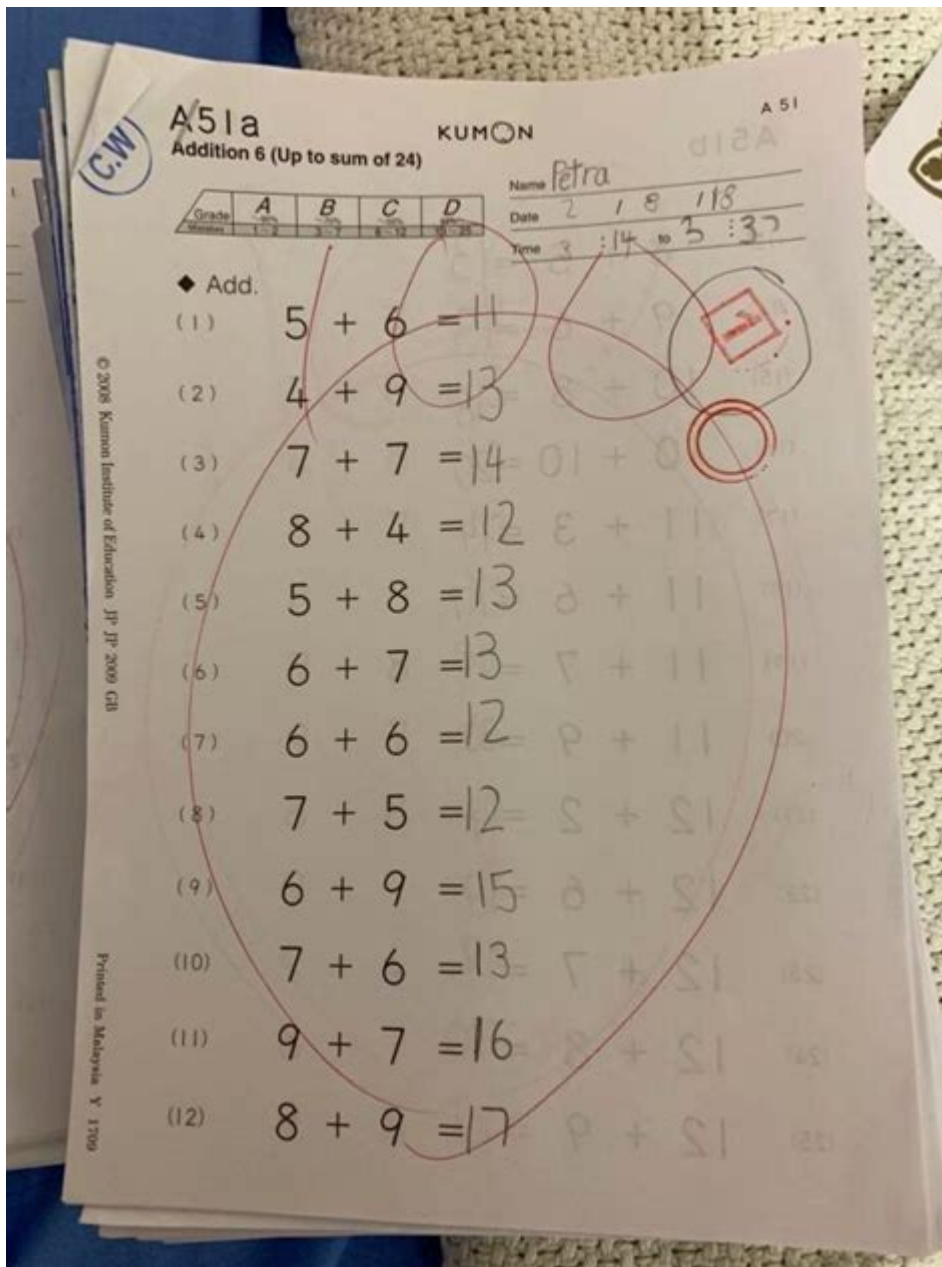 C.W
A51a
KUMON
A 51
Addition 6 (Up to sum of 24)
Name Petra
Grade A B C D
Date 2 / 8 / 18
Mistakes
Time 3 :14 to 3 :37
◆ Add.
(1) 5 + 6 = 11
(2) 4 + 9 = 13
(3) 7 + 7 = 14
(4) 8 + 4 = 12
(5) 5 + 8 = 13
(6) 6 + 7 = 13
(7) 6 + 6 = 12
(8) 7 + 5 = 12
(9) 6 + 9 = 15
(10) 7 + 6 = 13
(11) 9 + 7 = 16
(12) 8 + 9 = 17
© 2008 Kumon Institute of Education JP JP 2009 GB
Printed in Malaysia Y 1709